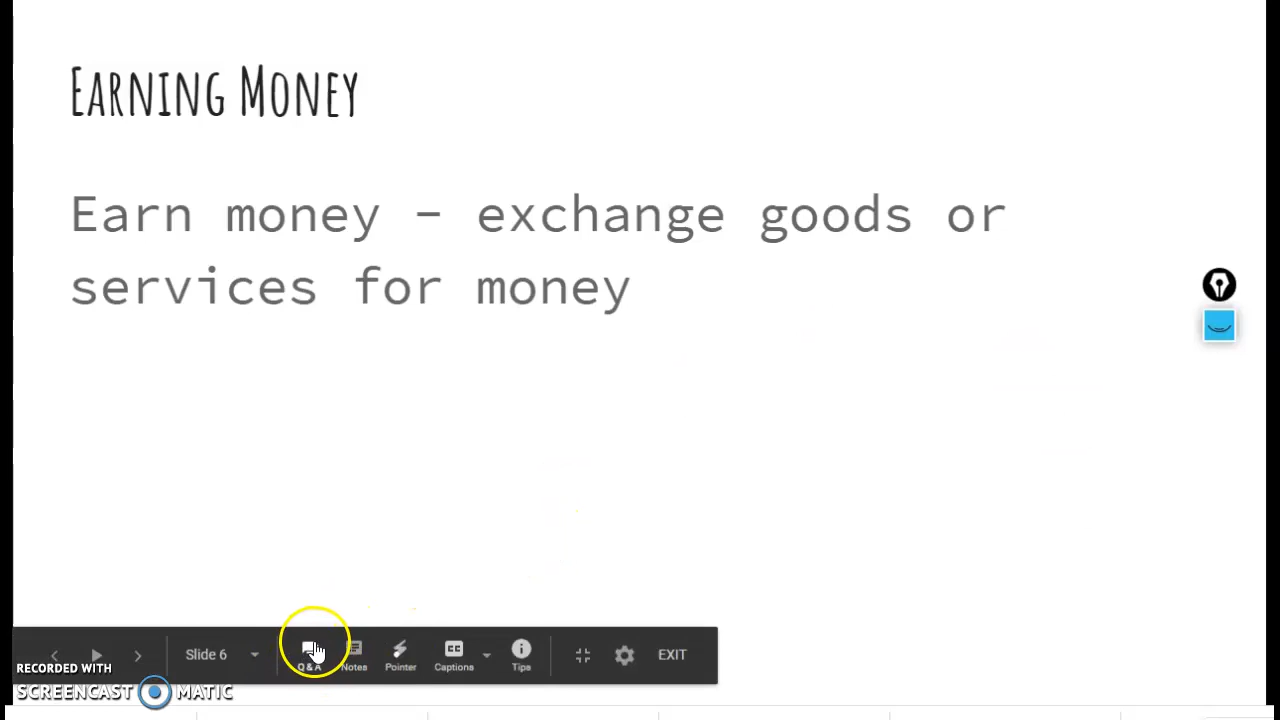 Earning Money
Earn money - exchange goods or
services for money
Slide 6
Q&A
Notes
Pointer
Captions
Tips
EXIT
RECORDED WITH
SCREENCAST MATIC